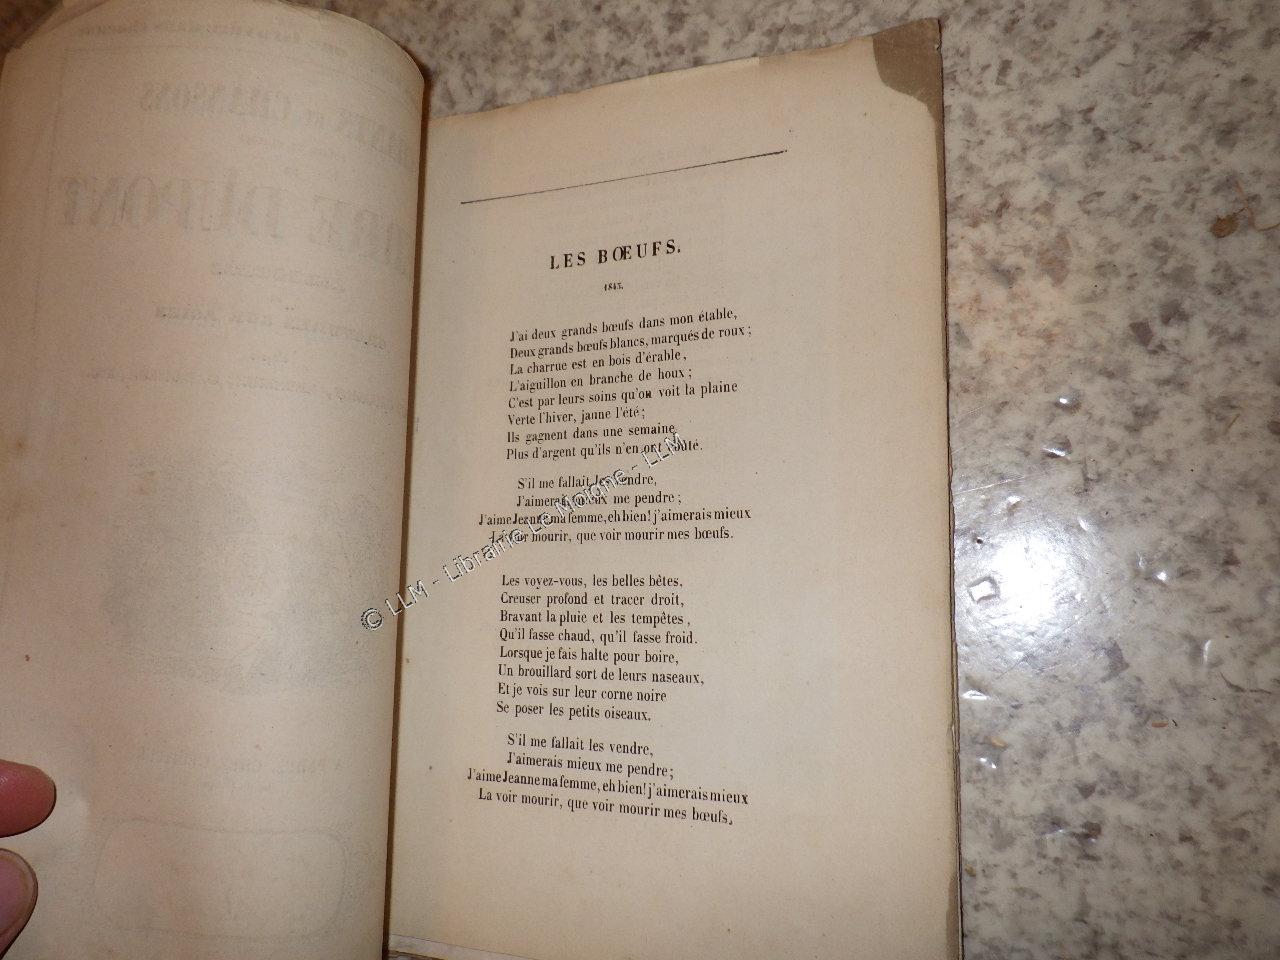 LES BŒUFS.
1845.
J'ai deux grands bœufs dans mon étable,
Deux grands bœufs blancs, marqués de roux ;
La charrue est en bois d'érable,
L'aiguillon en branche de houx ;
C'est par leurs soins qu'on voit la plaine
Verte l'hiver, jaune l'été ;
Ils gagnent dans une semaine
Plus d'argent qu'ils n'en ont coûté.
S'il me fallait les vendre,
J'aimerais mieux me pendre ;
J'aime Jeanne ma femme, eh bien! j'aimerais mieux
La voir mourir, que voir mourir mes bœufs.
Les voyez-vous, les belles bêtes,
Creuser profond et tracer droit,
Bravant la pluie et les tempêtes,
Qu'il fasse chaud, qu'il fasse froid.
Lorsque je fais halte pour boire,
Un brouillard sort de leurs naseaux,
Et je vois sur leur corne noire
Se poser les petits oiseaux.
S'il me fallait les vendre,
J'aimerais mieux me pendre ;
J'aime Jeanne ma femme, eh bien! j'aimerais mieux
La voir mourir, que voir mourir mes bœufs.
© LLM - Librairie Le Moione - LLM